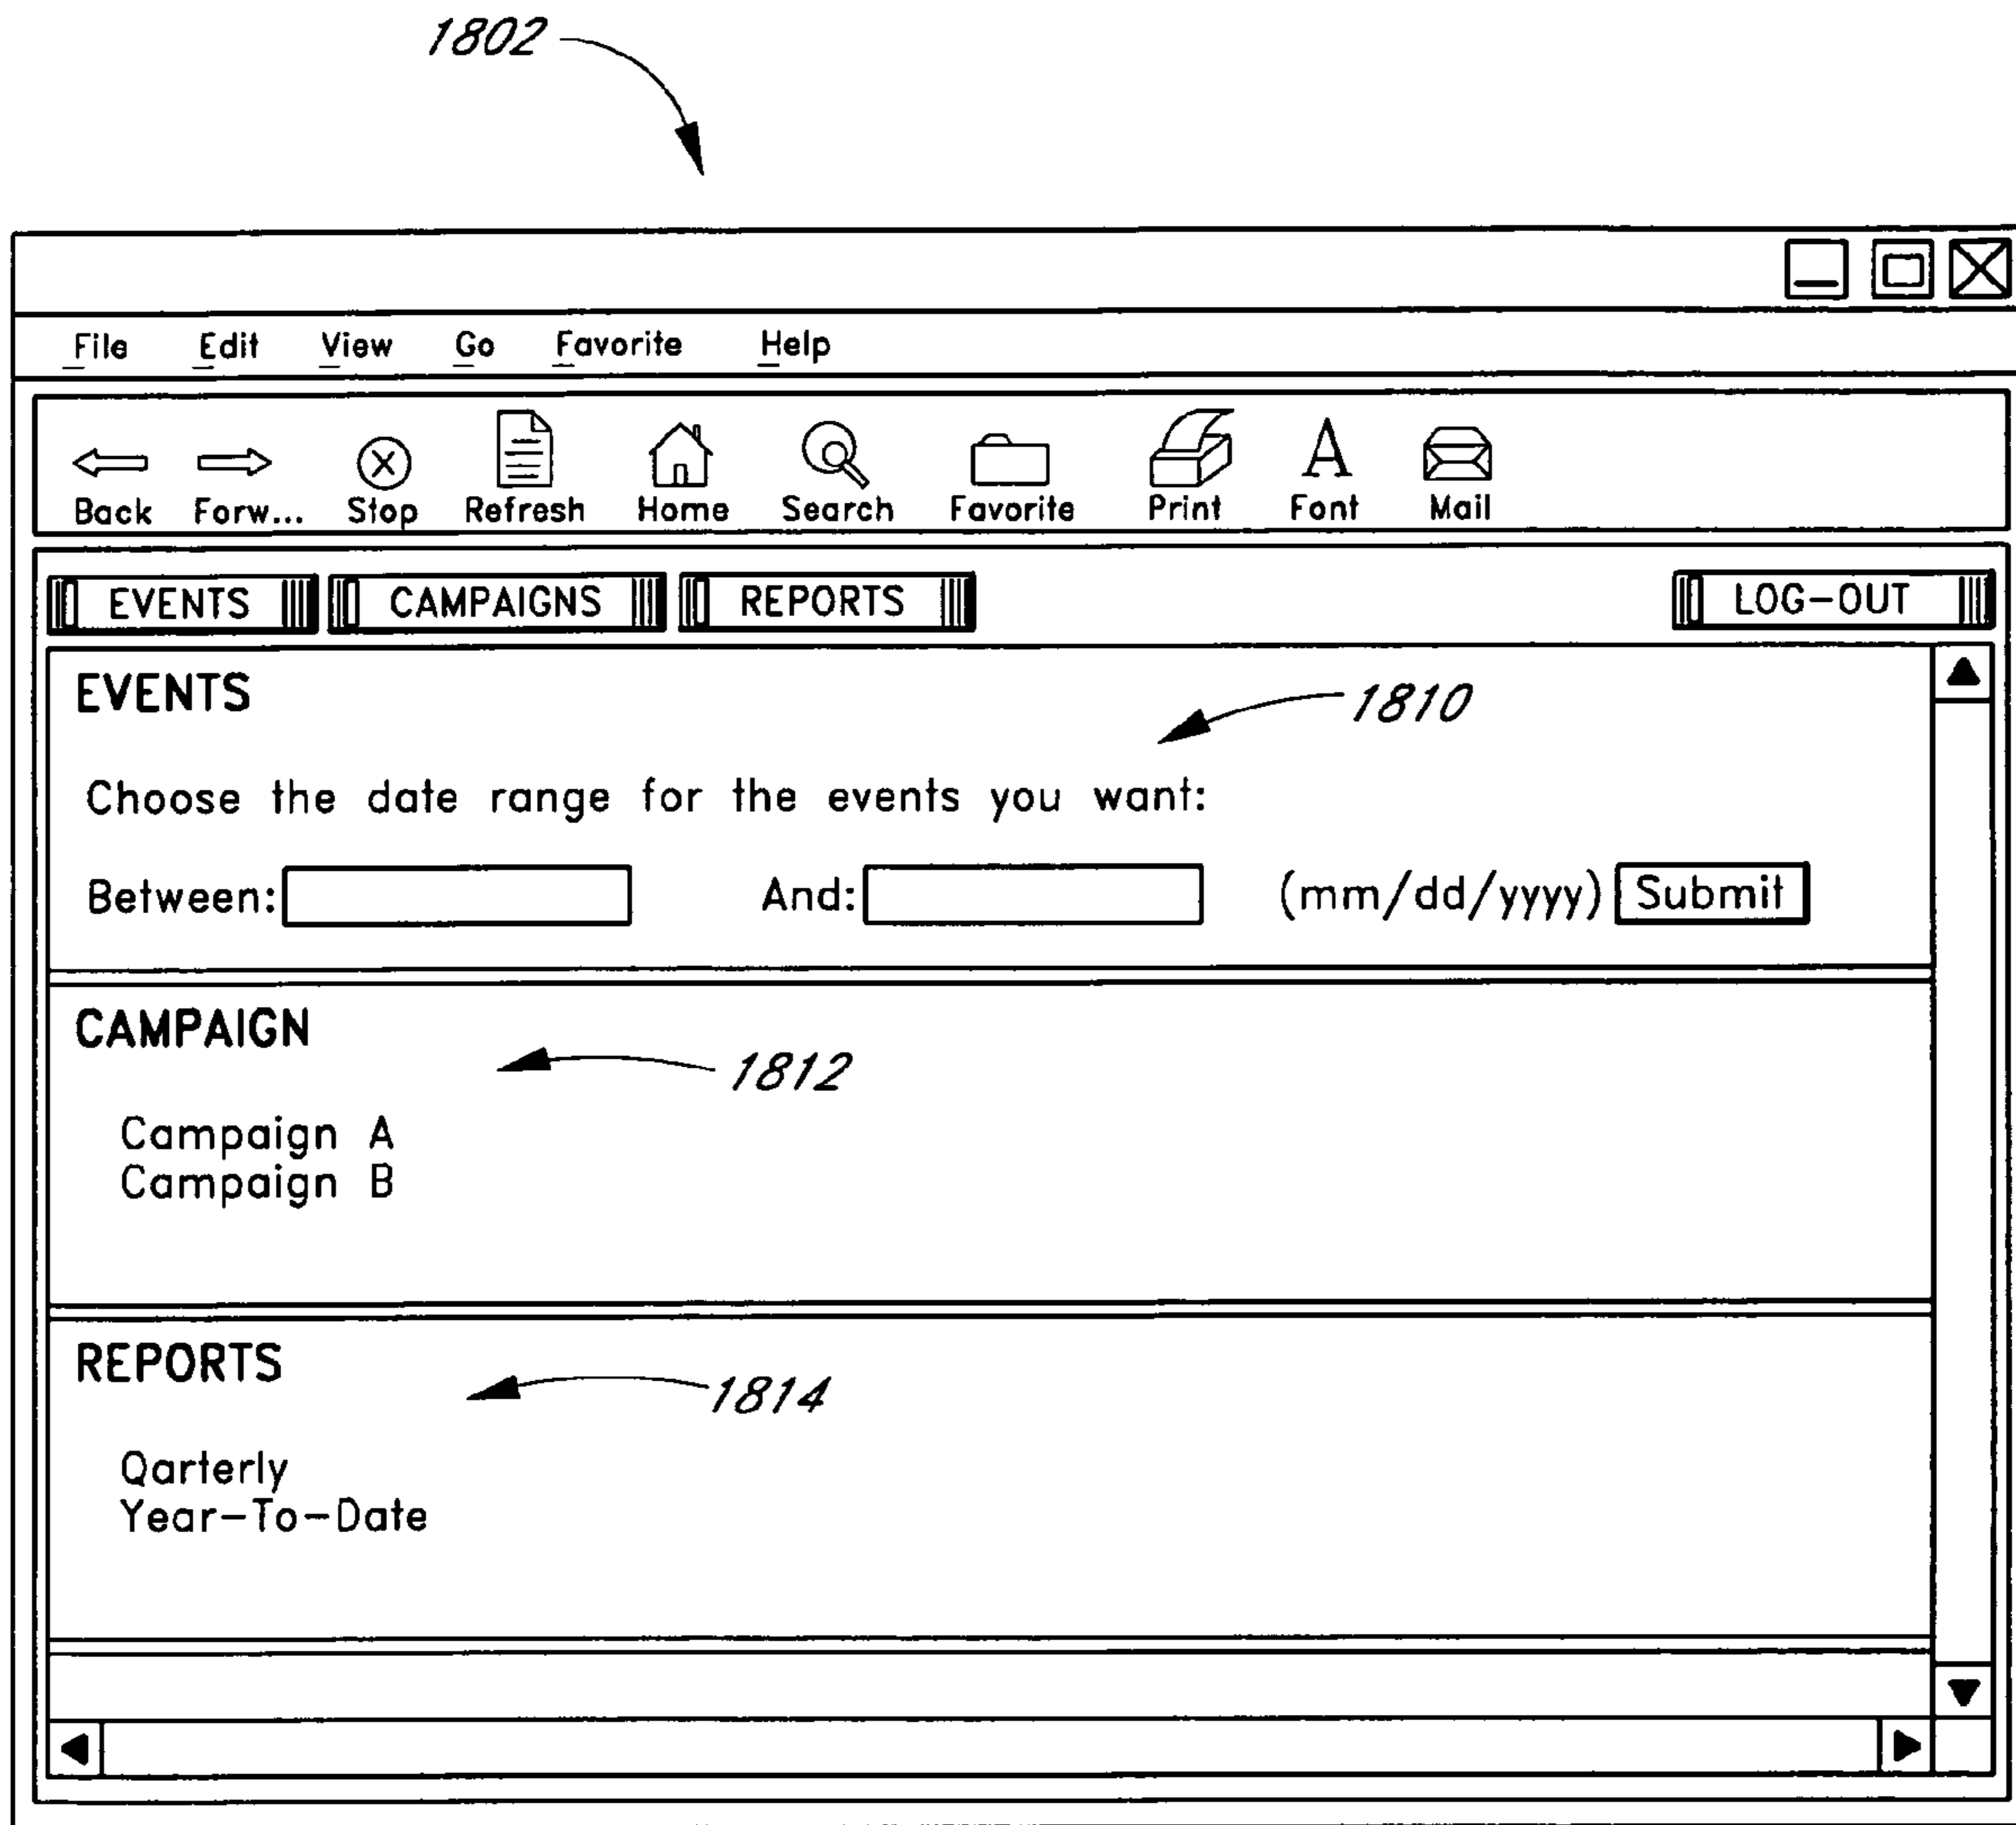 1802
File Edit View Go Favorite Help
Back Forw... Stop Refresh Home Search Favorite Print Font Mail
EVENTS CAMPAIGNS REPORTS LOG-OUT
EVENTS
1810
Choose the date range for the events you want:
Between: And: (mm/dd/yyyy) Submit
CAMPAIGN
1812
Campaign A
Campaign B
REPORTS
1814
Qarterly
Year-To-Date